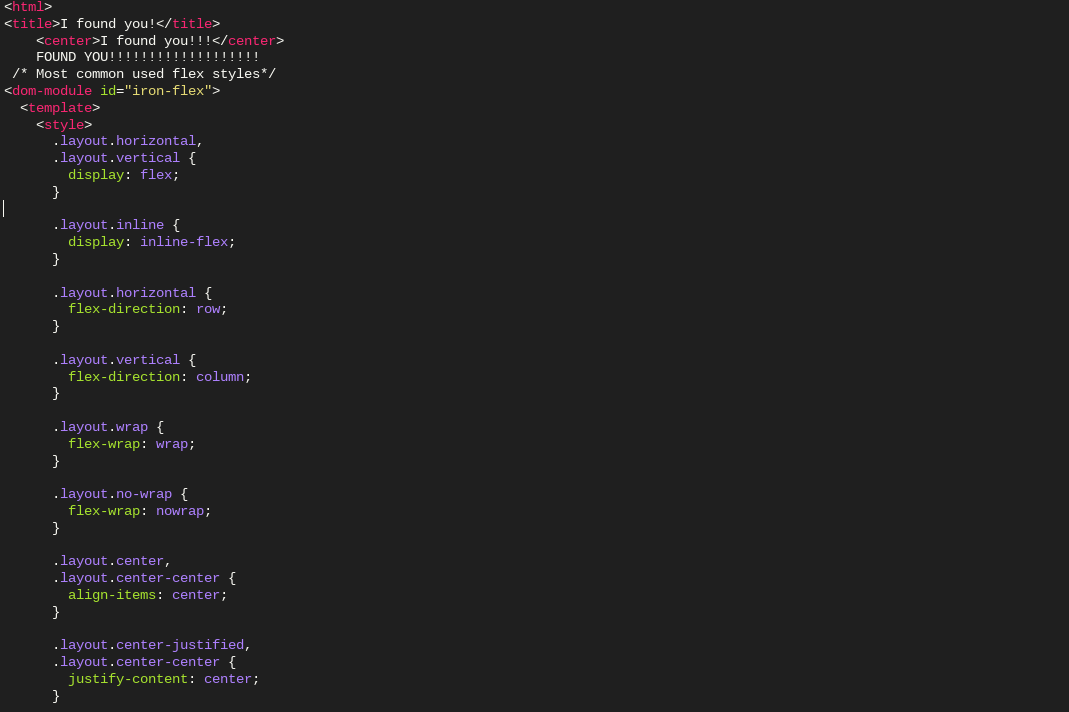 <html>
<title>I found you!</title>
<center>I found you!!!</center>
FOUND YOU!!!!!!!!!!!!!!!!!!!
/* Most common used flex styles*/
<dom-module id="iron-flex">
<template>
<style>
.layout.horizontal,
.layout.vertical {
display: flex;
}
.layout.inline {
display: inline-flex;
}
.layout.horizontal {
flex-direction: row;
}
.layout.vertical {
flex-direction: column;
}
.layout.wrap {
flex-wrap: wrap;
}
.layout.no-wrap {
flex-wrap: nowrap;
}
.layout.center,
.layout.center-center {
align-items: center;
}
.layout.center-justified,
.layout.center-center {
justify-content: center;
}